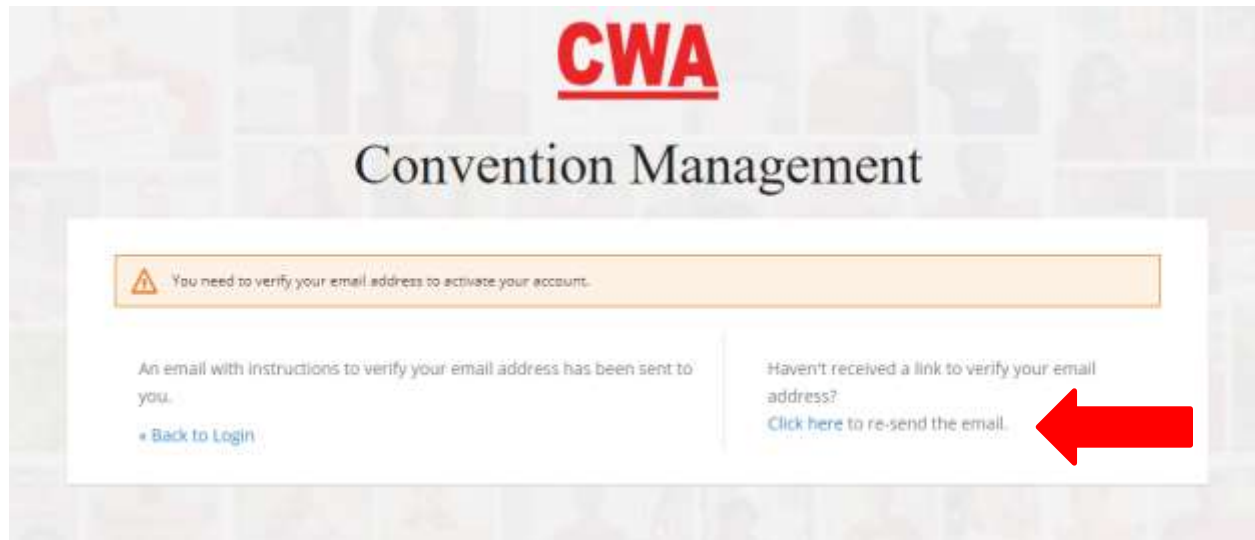 CWA
Convention Management
You need to verify your email address to activate your account.
An email with instructions to verify your email address has been sent to
you.
« Back to Login
Haven't received a link to verify your email
address?
Click here to re-send the email.